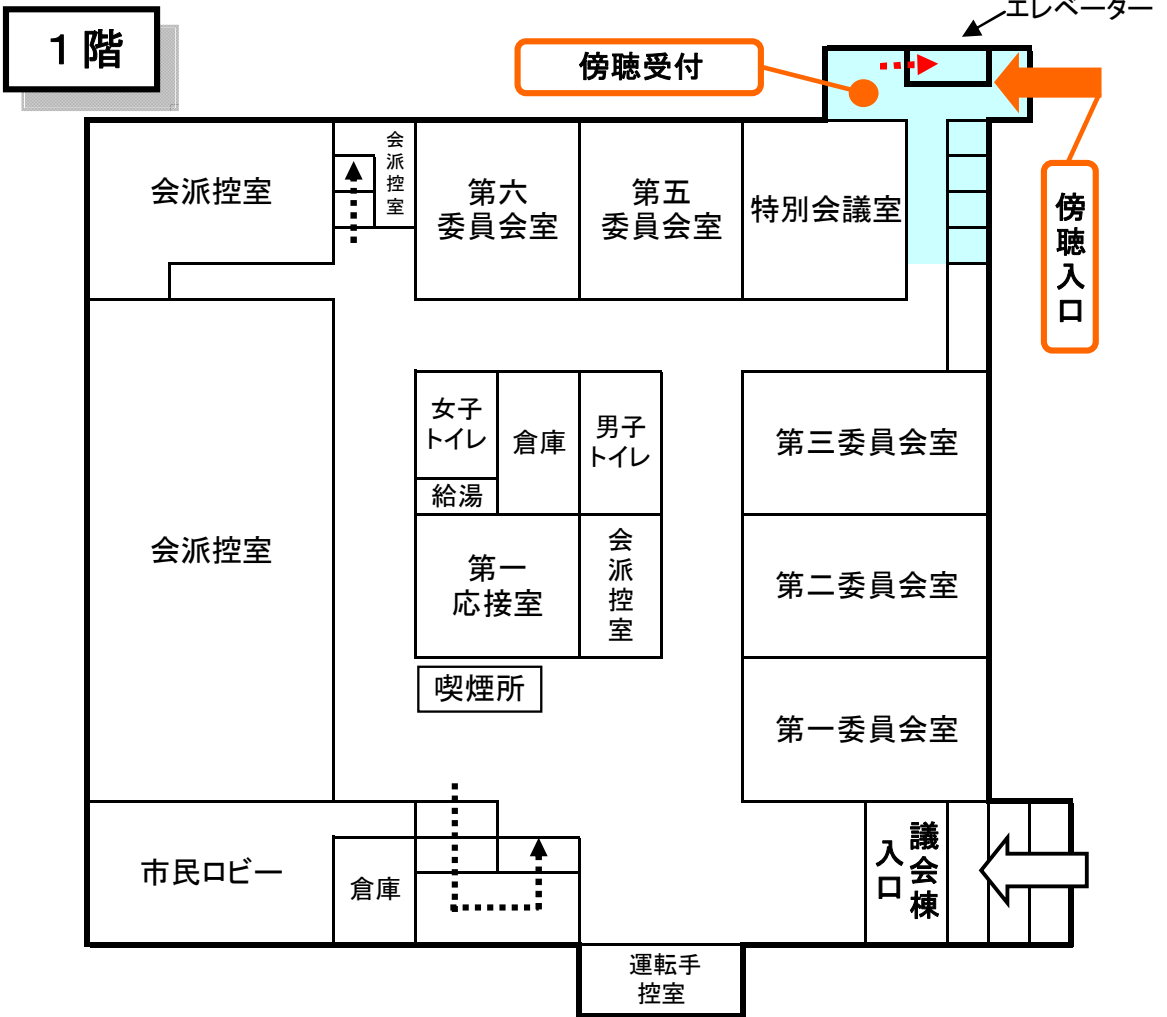 エレベーター
1階
傍聴受付
傍聴入口
会派控室
会派控室
第六
委員会室
第五
委員会室
特別会議室
女子
トイレ
倉庫
男子
トイレ
給湯
第三委員会室
会派控室
第一
応接室
会派控室
第二委員会室
喫煙所
第一委員会室
市民ロビー
倉庫
議会棟
入口
運転手
控室